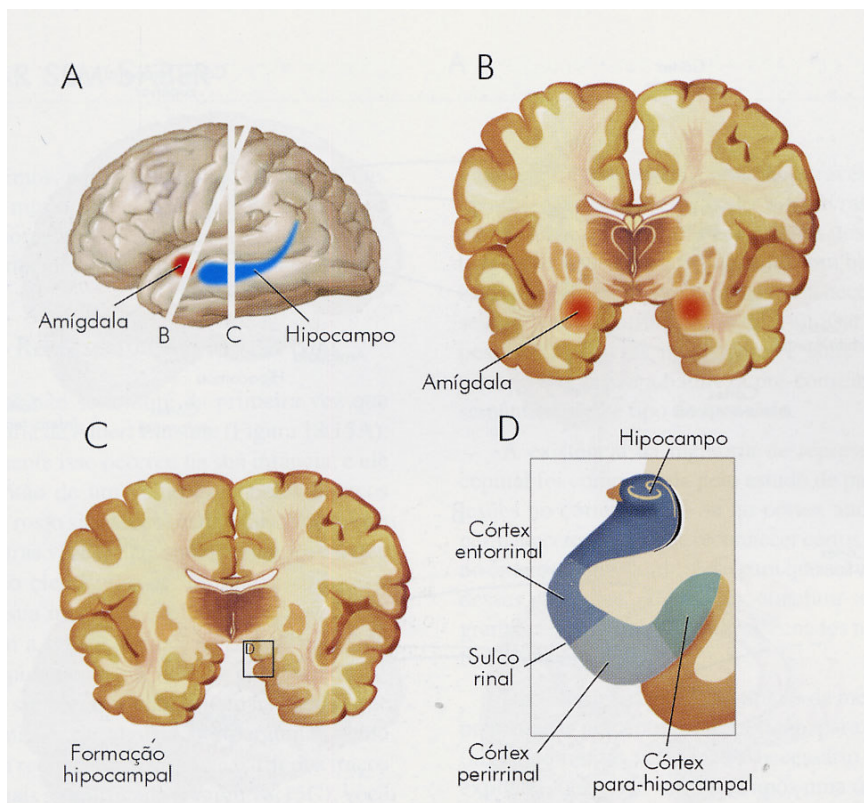 A
Amígdala
B
C
Hipocampo
B
Amígdala
C
D
Formação
hipocampal
D
Hipocampo
Córtex
entorrinal
Sulco
rinal
Córtex
perirrinal
Córtex
para-hipocampal